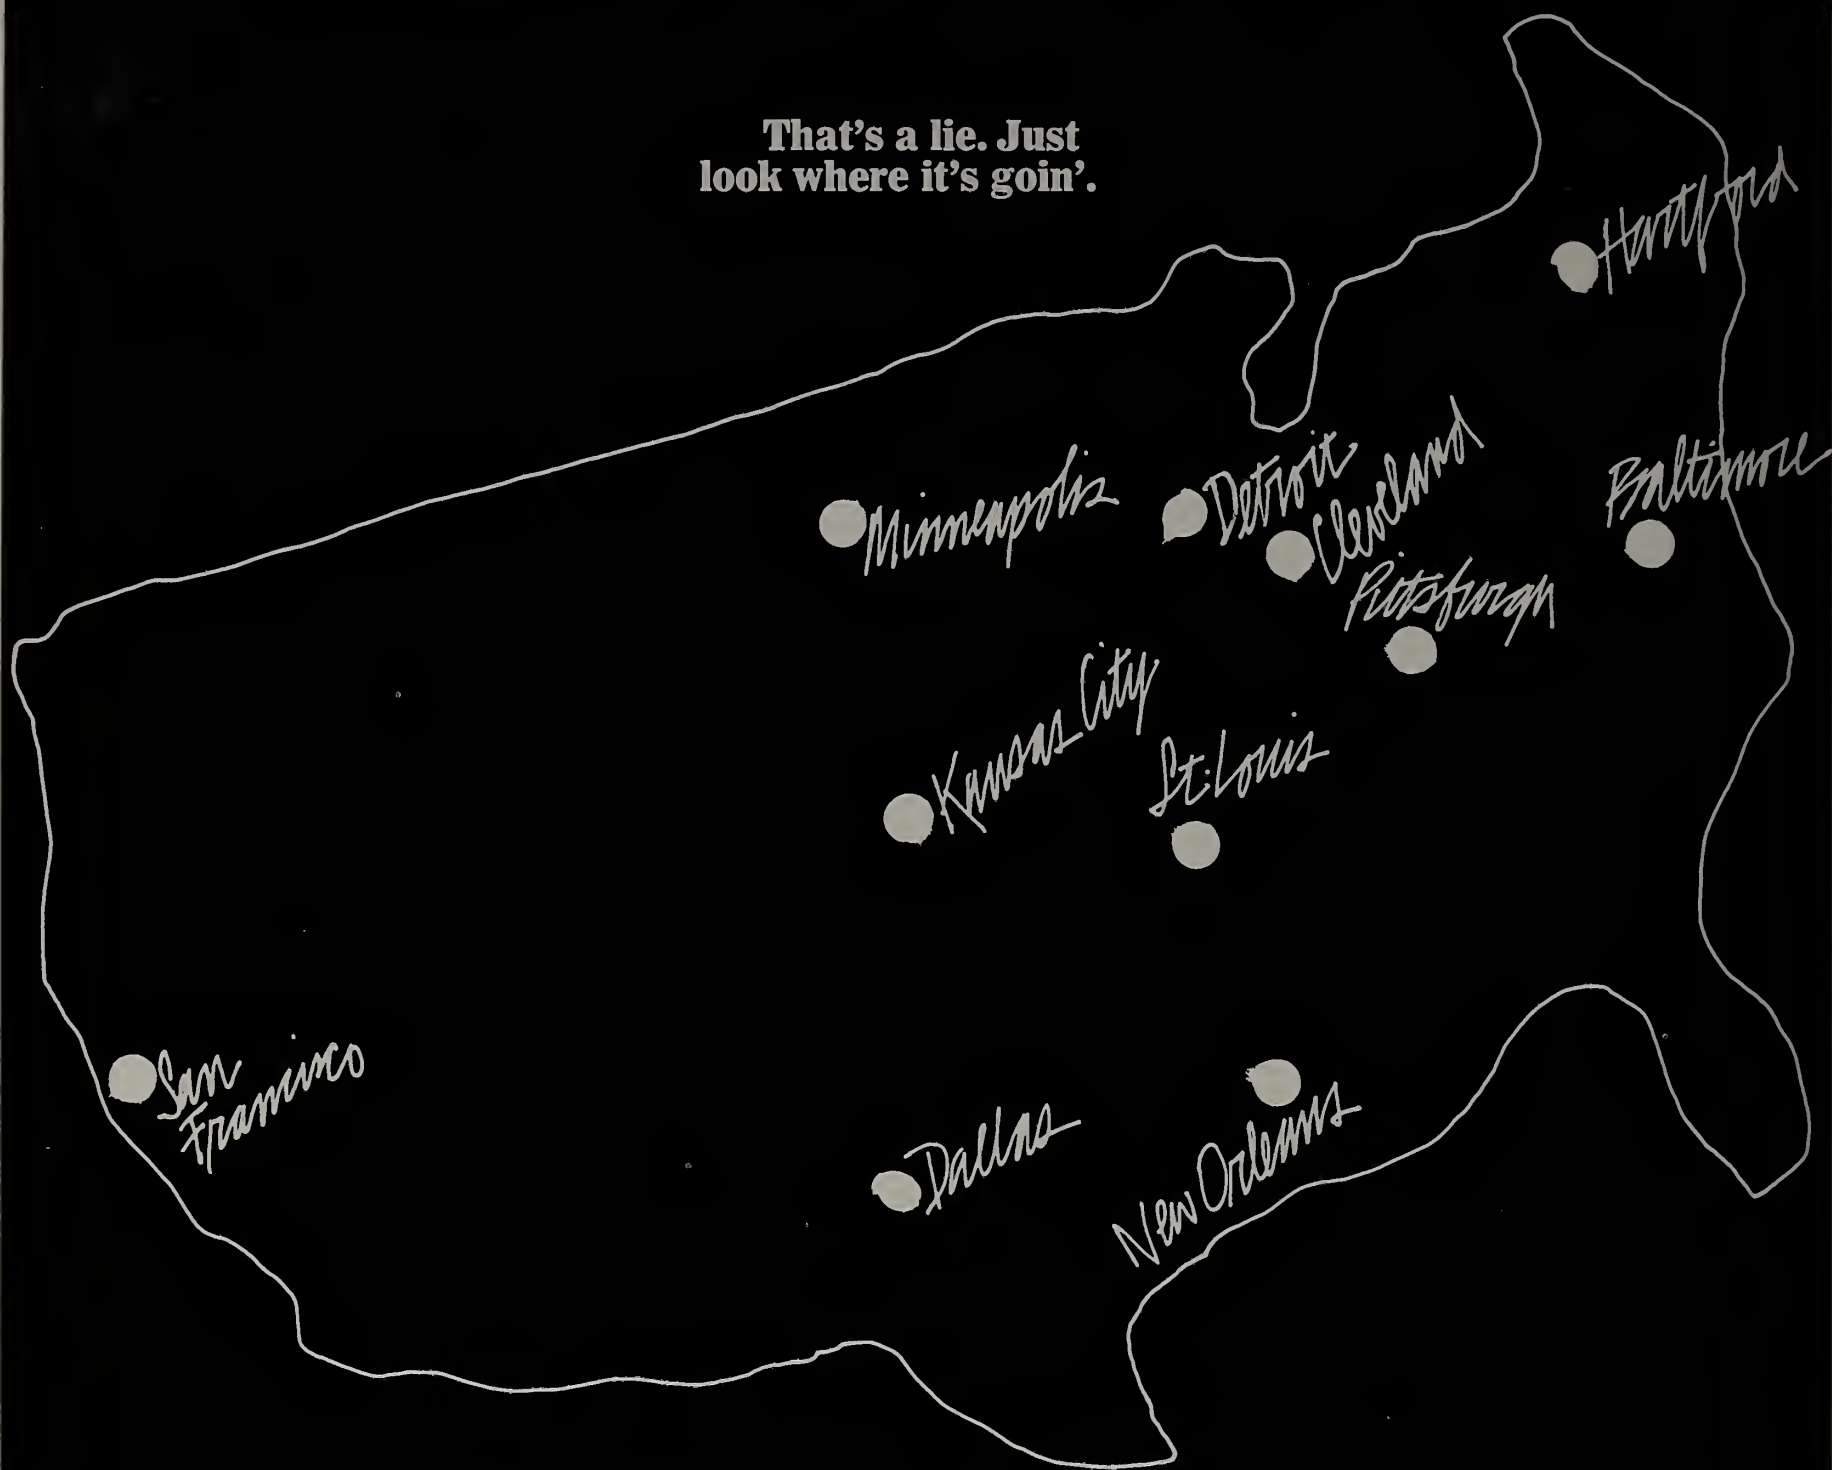 That's a lie. Just
look where it's goin'.
Hartford
Baltimore
Minneapolis
Detroit
Cleveland
Pittsburgh
Kansas City
St. Louis
San
Francisco
Dallas
New Orleans